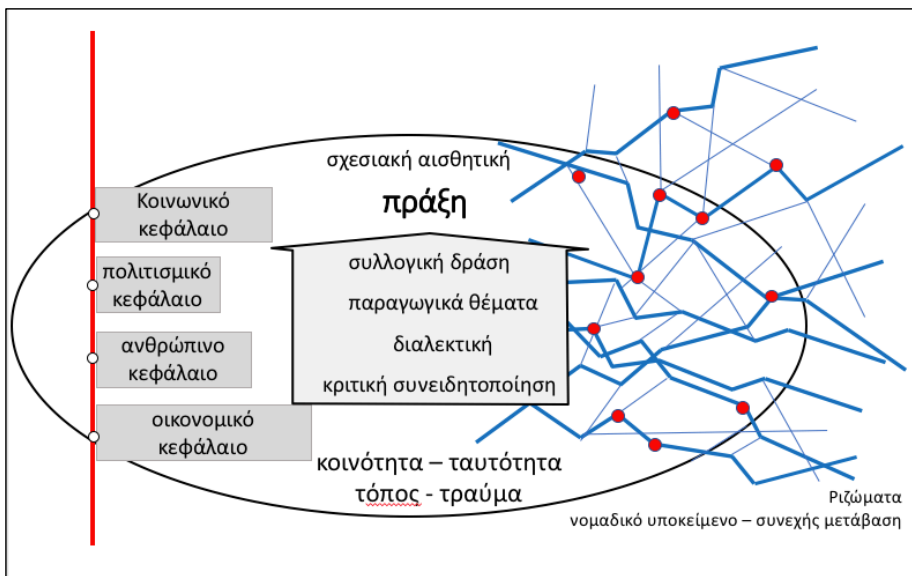 σχεσιακή αισθητική
πράξη
Κοινωνικό
κεφάλαιο
πολιτισμικό
κεφάλαιο
ανθρώπινο
κεφάλαιο
οικονομικό
κεφάλαιο
συλλογική δράση
παραγωγικά θέματα
διαλεκτική
κριτική συνειδητοποίηση
κοινότητα – ταυτότητα
τόπος - τραύμα
Ριζώματα
νομαδικό υποκείμενο – συνεχής μετάβαση